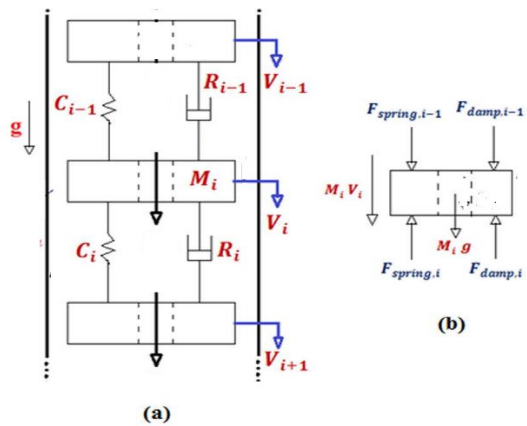 V_{i-1}
C_{i-1}
R_{i-1}
g
M_i
V_i
C_i
R_i
V_{i+1}
(a)
F_{spring,i-1}
F_{damp,i-1}
M_i V_i
M_i g
F_{spring,i}
F_{damp,i}
(b)